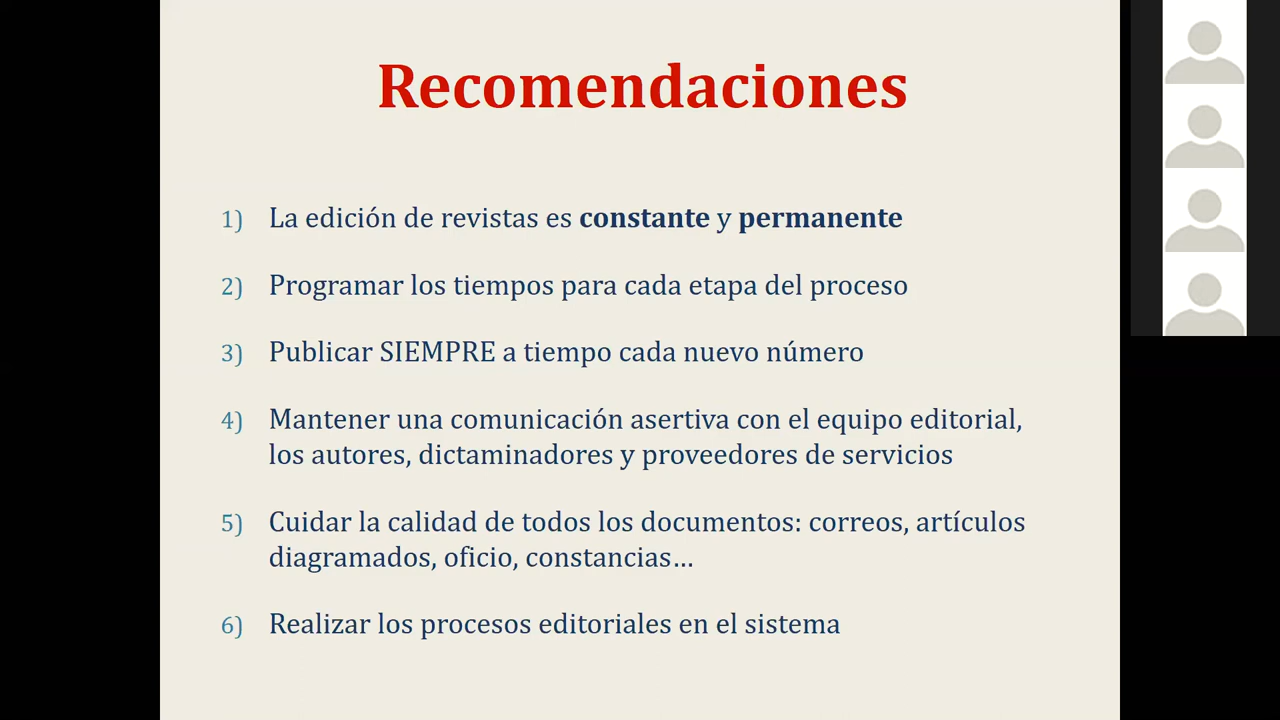 Recomendaciones
1) La edición de revistas es constante y permanente
2) Programar los tiempos para cada etapa del proceso
3) Publicar SIEMPRE a tiempo cada nuevo número
4) Mantener una comunicación asertiva con el equipo editorial,
los autores, dictaminadores y proveedores de servicios
5) Cuidar la calidad de todos los documentos: correos, artículos
diagramados, oficio, constancias...
6) Realizar los procesos editoriales en el sistema